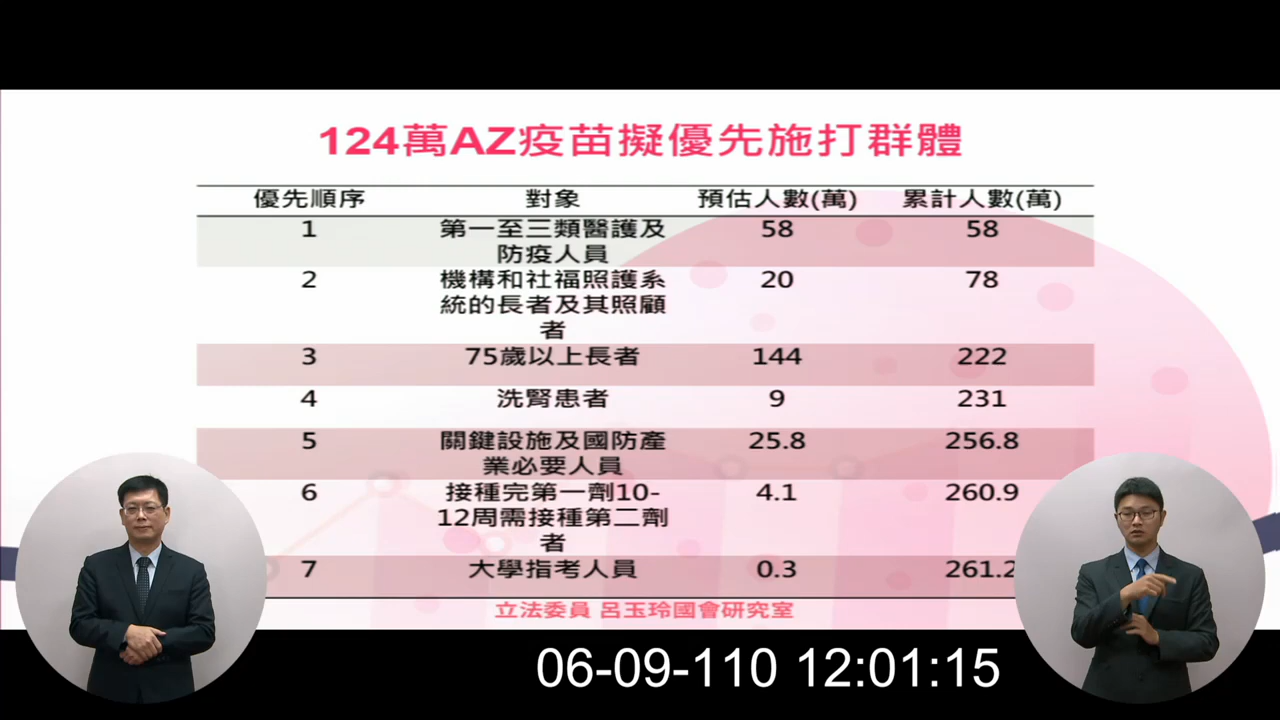 124萬AZ疫苗擬優先施打群體
優先順序 對象 預估人數(萬) 累計人數(萬)
1 第一至三類醫護及 58 58
防疫人員
2 機構和社福照護系 20 78
統的長者及其照顧
者
3 75歲以上長者 144 222
4 洗腎患者 9 231
5 關鍵設施及國防產 25.8 256.8
業必要人員
6 接種完第一劑10- 4.1 260.9
12周需接種第二劑
者
7 大學指考人員 0.3 261.2
立法委員 呂玉玲國會研究室
06-09-110 12:01:15